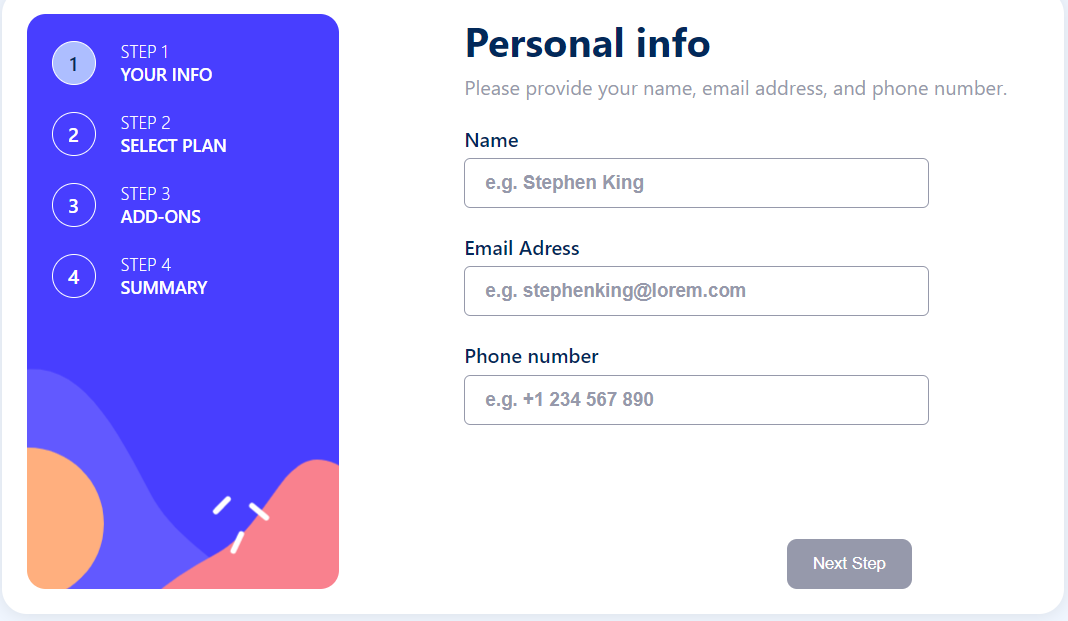 1
STEP 1
YOUR INFO
2
STEP 2
SELECT PLAN
3
STEP 3
ADD-ONS
4
STEP 4
SUMMARY
Personal info
Please provide your name, email address, and phone number.
Name
e.g. Stephen King
Email Adress
e.g. stephenking@lorem.com
Phone number
e.g. +1 234 567 890
Next Step